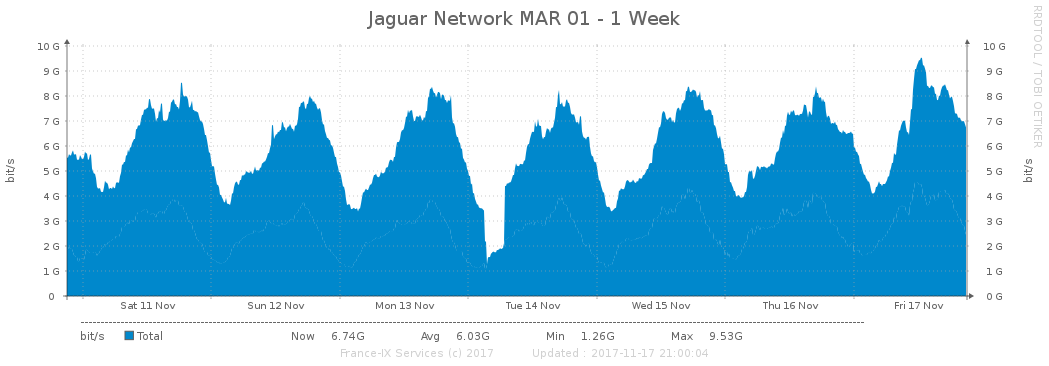 Jaguar Network MAR 01 - 1 Week
RRDTOOL / TOBI OETIKER
bit/s
10 G 10 G
9 G 9 G
8 G 8 G
7 G 7 G
6 G 6 G
5 G 5 G
4 G 4 G
3 G 3 G
2 G 2 G
1 G 1 G
0 0 G
bit/s
Sat 11 Nov Sun 12 Nov Mon 13 Nov Tue 14 Nov Wed 15 Nov Thu 16 Nov Fri 17 Nov
bit/s Total Now 6.74G Avg 6.03G Min 1.26G Max 9.53G
France-IX Services (c) 2017 Updated : 2017-11-17 21:00:04